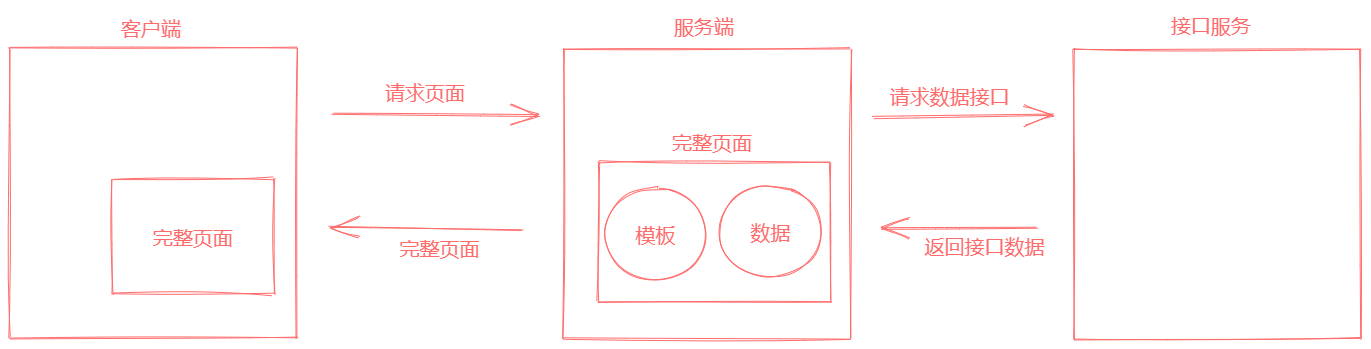 客户端
服务端
接口服务
请求页面
请求数据接口
完整页面
完整页面
模板
数据
完整页面
返回接口数据